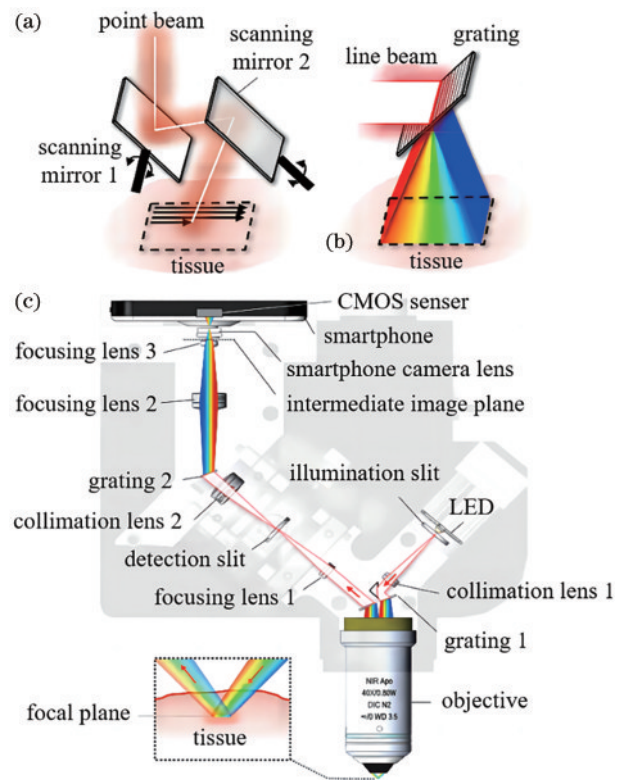 (a)
point beam
scanning
mirror 2
scanning
mirror 1
tissue
grating
line beam
(b)
tissue
(c)
CMOS senser
smartphone
focusing lens 3
smartphone camera lens
focusing lens 2
intermediate image plane
illumination slit
grating 2
LED
collimation lens 2
detection slit
focusing lens 1
collimation lens 1
grating 1
NIR Apo
40X/0.80W
DIC N2
∞/0 WD 3.5
objective
focal plane
tissue